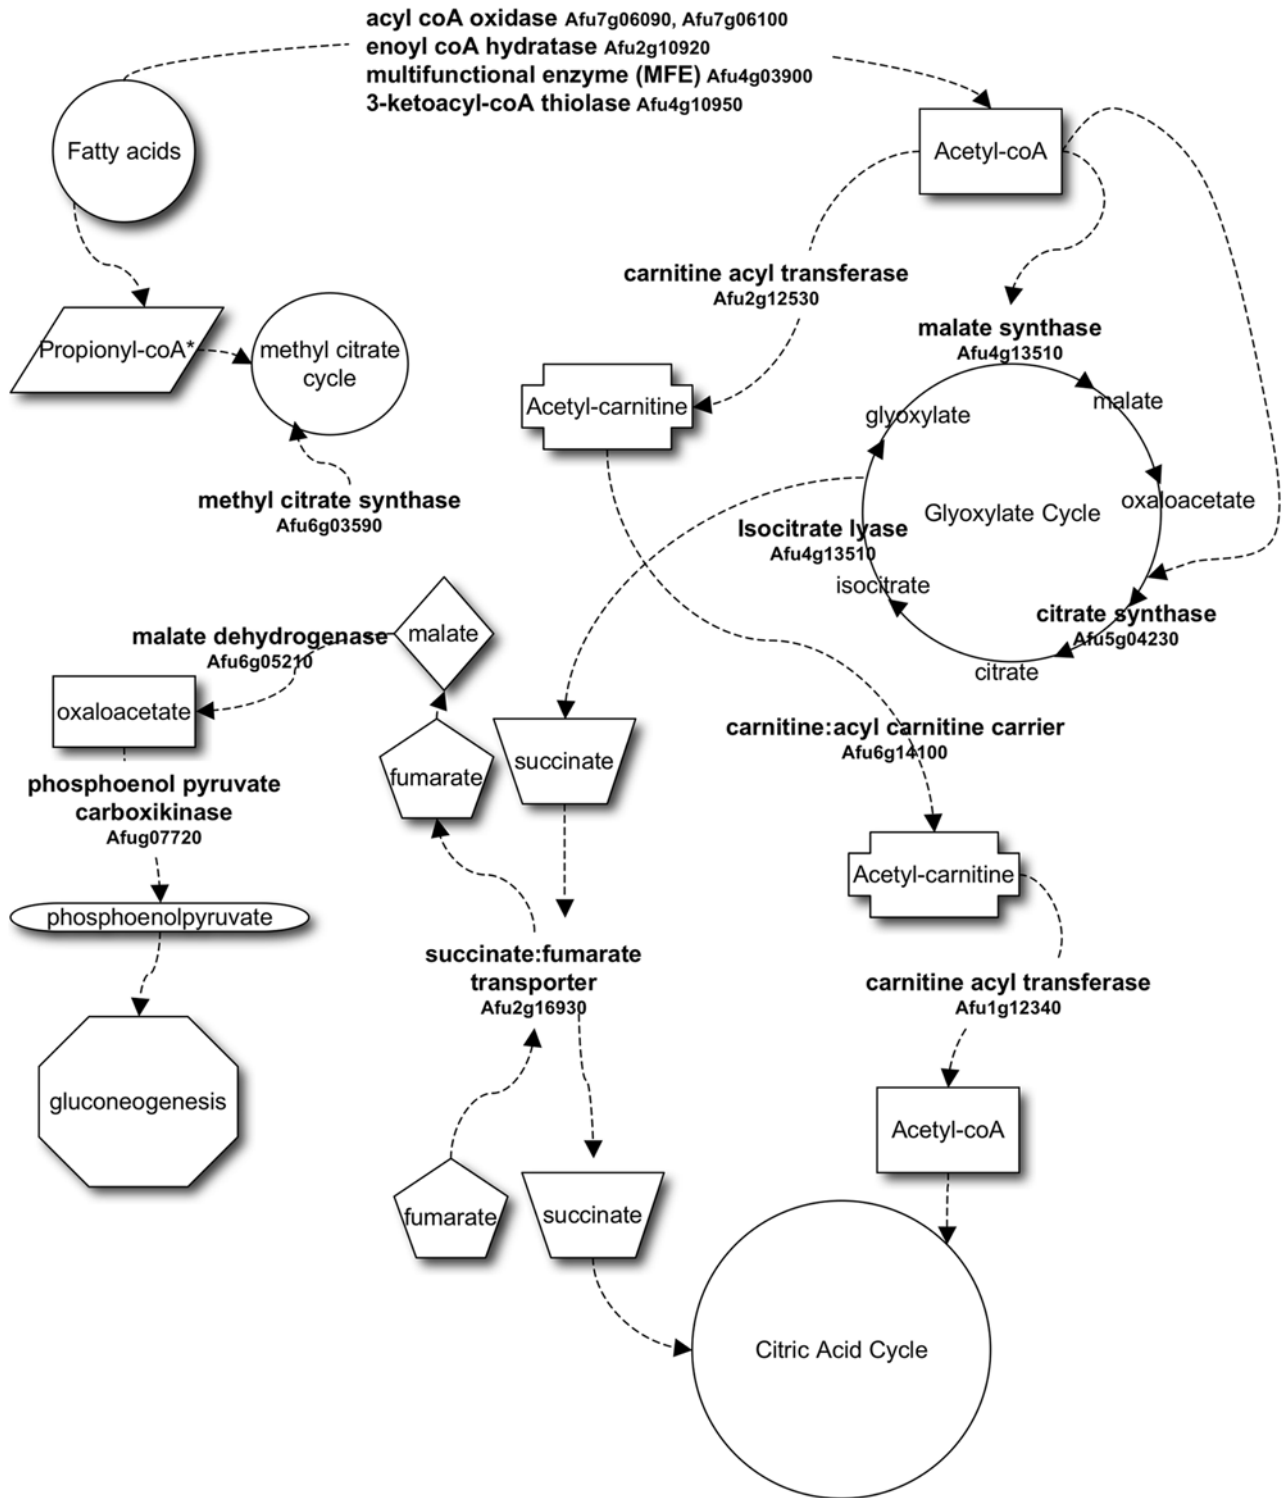 acyl coA oxidase Afu7g06090, Afu7g06100
enoyl coA hydratase Afu2g10920
multifunctional enzyme (MFE) Afu4g03900
3-ketoacyl-coA thiolase Afu4g10950
Fatty acids
Acetyl-coA
carnitine acyl transferase
Afu2g12530
malate synthase
Afu4g13510
Propionyl-coA*
methyl citrate
cycle
Acetyl-carnitine
glyoxylate
malate
methyl citrate synthase
Afu6g03590
Glyoxylate Cycle
oxaloacetate
Isocitrate lyase
Afu4g13510
isocitrate
citrate synthase
Afu5g04230
citrate
malate dehydrogenase
Afu6g05210
malate
oxaloacetate
carnitine:acyl carnitine carrier
Afu6g14100
fumarate
succinate
phosphoenol pyruvate
carboxikinase
Afug07720
Acetyl-carnitine
phosphoenolpyruvate
succinate:fumarate
transporter
Afu2g16930
carnitine acyl transferase
Afu1g12340
gluconeogenesis
Acetyl-coA
fumarate
succinate
Citric Acid Cycle